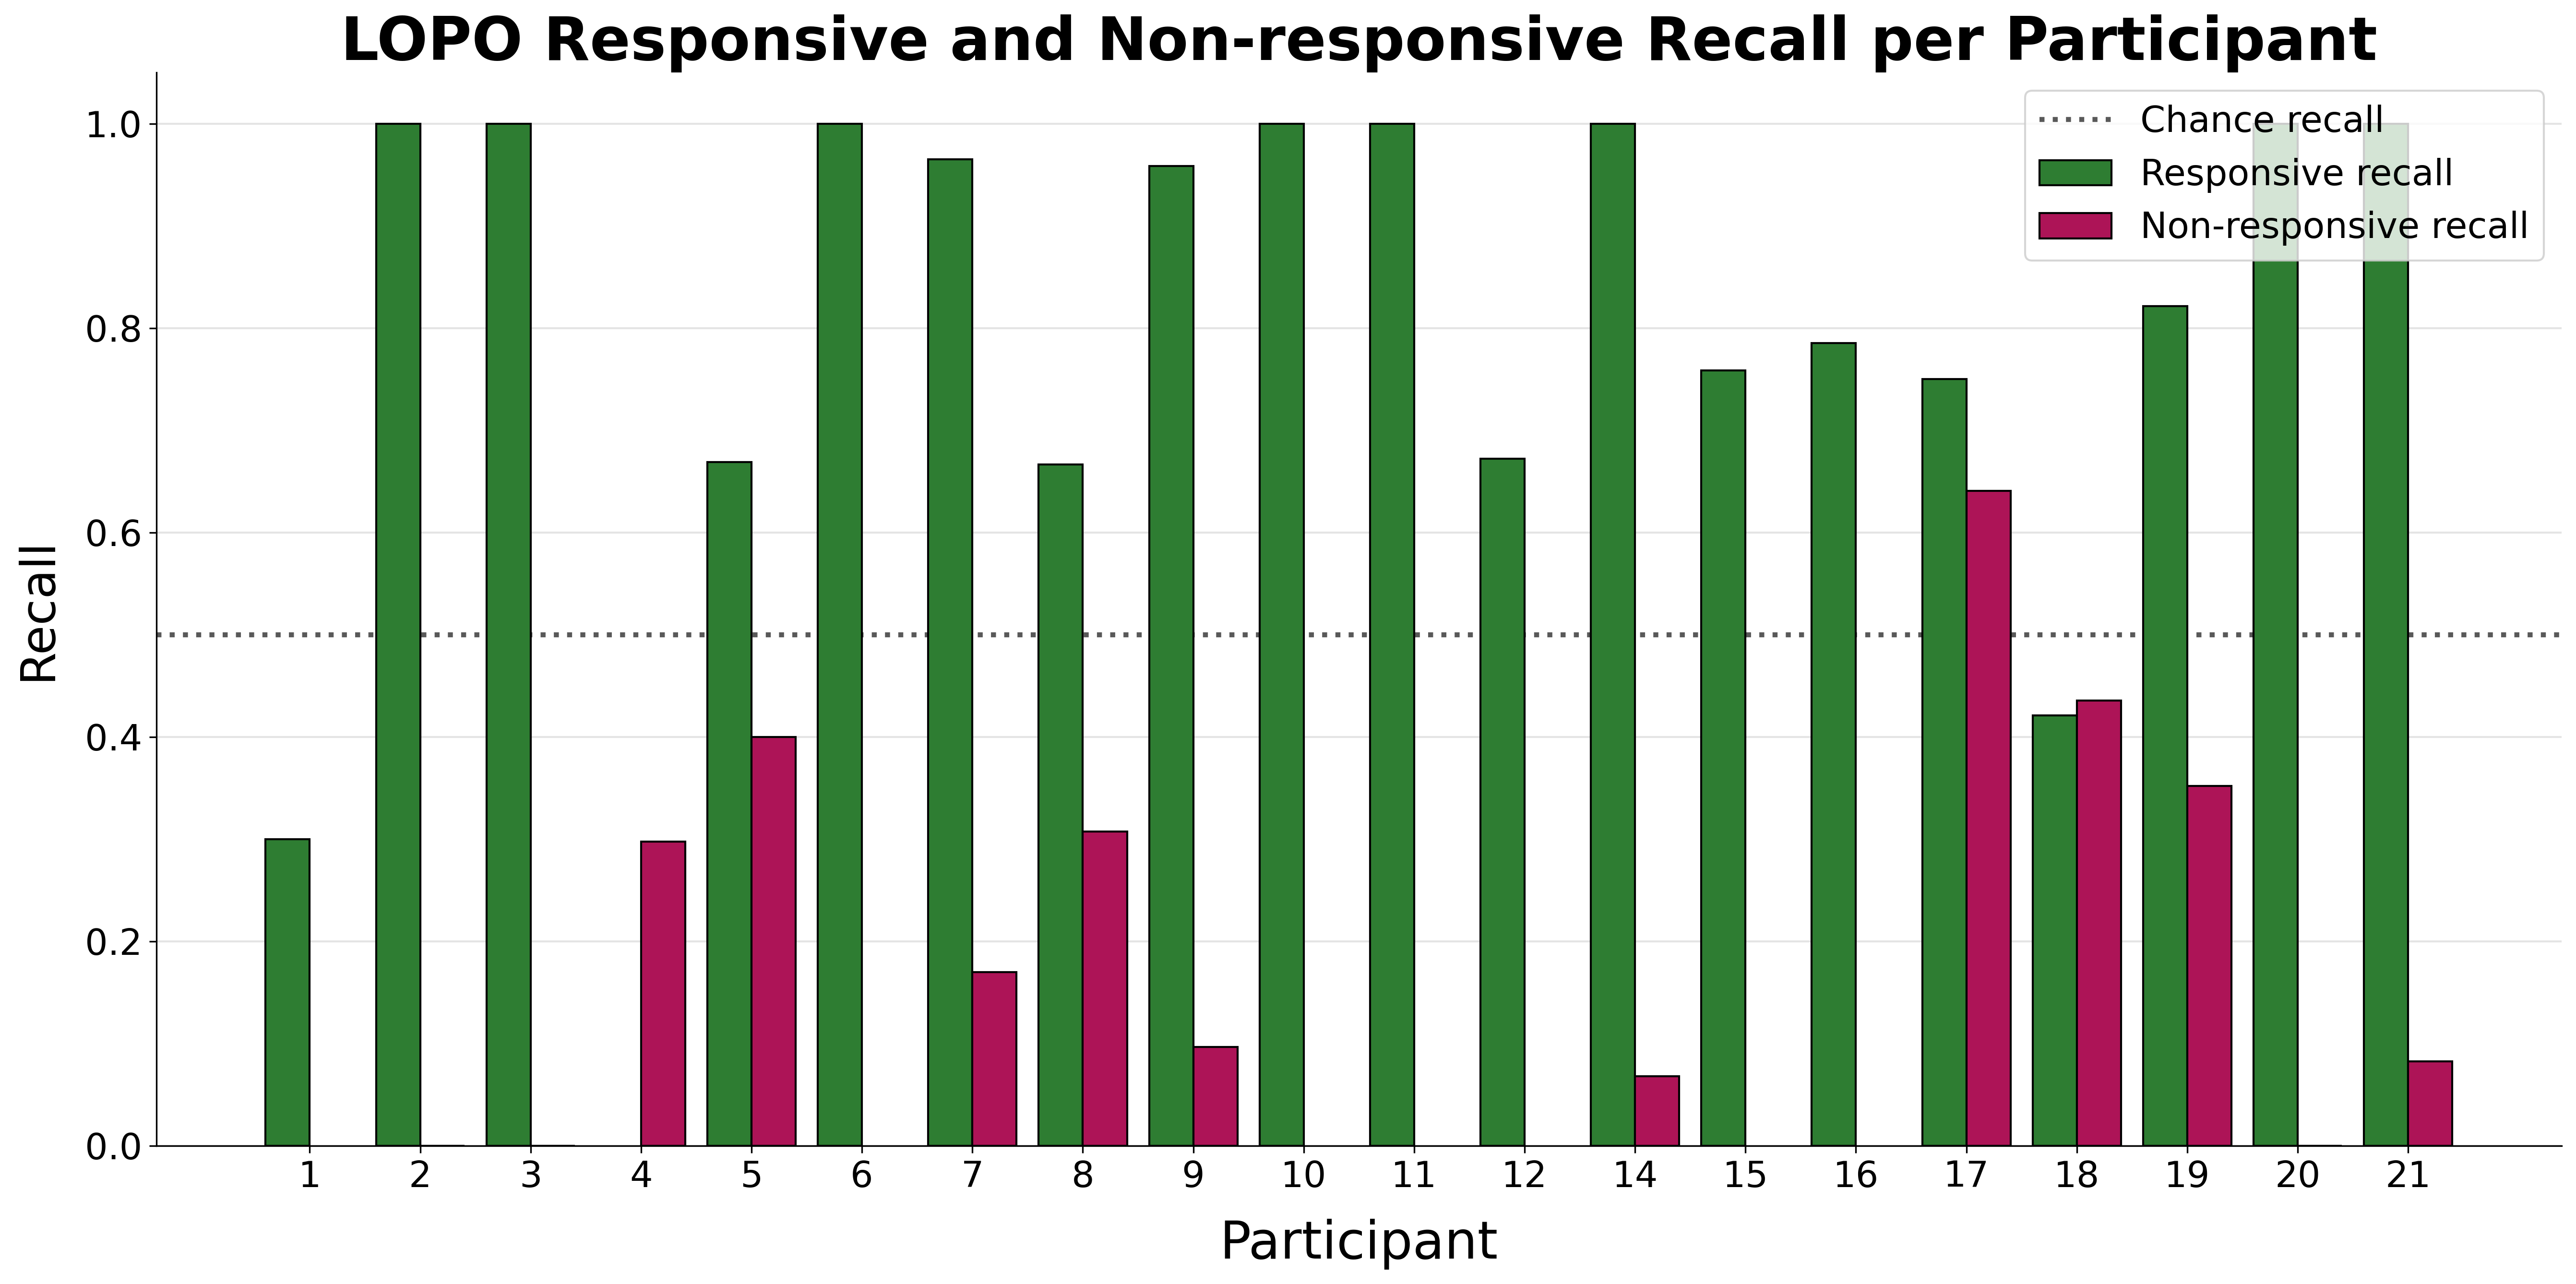 LOPO Responsive and Non-responsive Recall per Participant
Chance recall
Responsive recall
Non-responsive recall
1.0
0.8
0.6
0.4
0.2
0.0
Recall
1 2 3 4 5 6 7 8 9 10 11 12 14 15 16 17 18 19 20 21
Participant